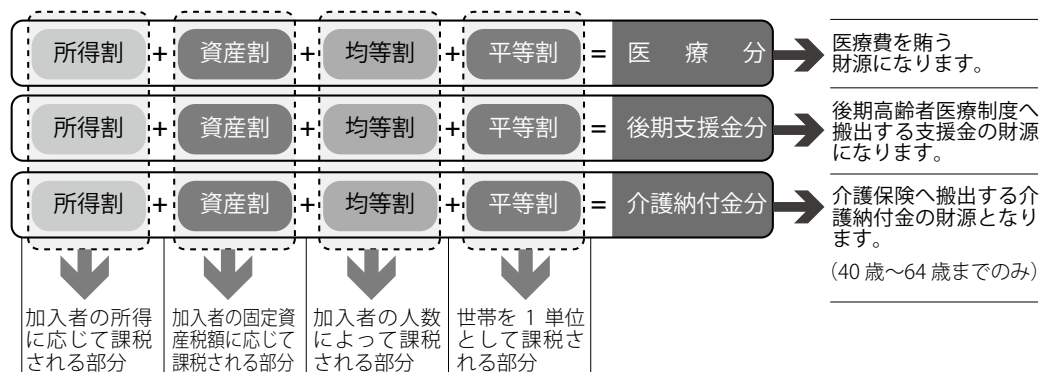 所得割 + 資産割 + 均等割 + 平等割 = 医療分
医療費を賄う
財源になります。
所得割 + 資産割 + 均等割 + 平等割 = 後期支援金分
後期高齢者医療制度へ
搬出する支援金の財源
になります。
所得割 + 資産割 + 均等割 + 平等割 = 介護納付金分
介護保険へ搬出する介
護納付金の財源となり
ます。
(40 歳～64 歳までのみ)
加入者の所得
に応じて課税
される部分
加入者の固定資
産税額に応じて
課税される部分
加入者の人数
によって課税
される部分
世帯を 1 単位
として課税さ
れる部分